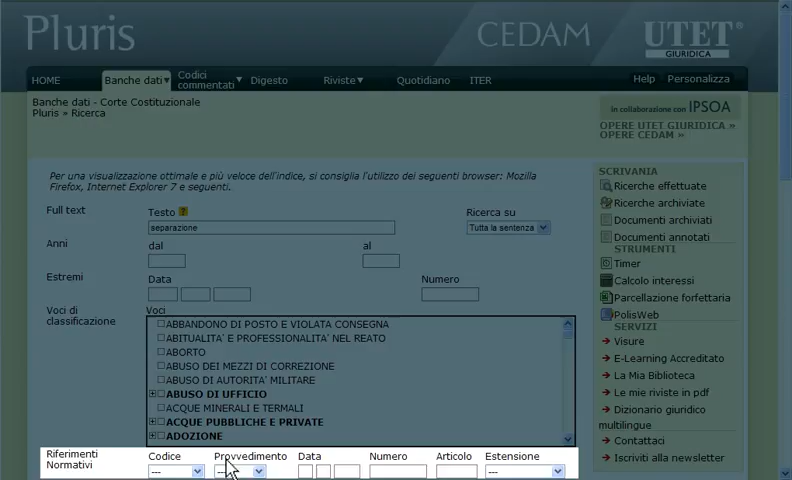 Pluris
CEDAM
UTET®
GIURIDICA
HOME
Banche dati
Codici
commentati
Digesto
Riviste
Quotidiano
ITER
Help
Personalizza
Banche dati - Corte Costituzionale
Pluris » Ricerca
in collaborazione con IPSOA
OPERE UTET GIURIDICA »
OPERE CEDAM »
Per una visualizzazione ottimale e più veloce dell'indice, si consiglia l'utilizzo dei seguenti browser: Mozilla
Firefox, Internet Explorer 7 e seguenti.
Full text
Testo ?
Ricerca su
separazione
Tutta la sentenza
Anni
dal
al
Estremi
Data
Numero
Voci di
classificazione
Voci
ABBANDONO DI POSTO E VIOLATA CONSEGNA
ABITUALITA' E PROFESSIONALITA' NEL REATO
ABORTO
ABUSO DEI MEZZI DI CORREZIONE
ABUSO DI AUTORITA' MILITARE
ABUSO DI UFFICIO
ACQUE MINERALI E TERMALI
ACQUE PUBBLICHE E PRIVATE
ADOZIONE
Riferimenti
Normativi
Codice
Provvedimento
Data
Numero
Articolo
Estensione
---
---
---
SCRIVANIA
Ricerche effettuate
Ricerche archiviate
Documenti archiviati
Documenti annotati
STRUMENTI
Timer
Calcolo interessi
Parcellazione forfettaria
PolisWeb
SERVIZI
Visure
E-Learning Accreditato
La Mia Biblioteca
Le mie riviste in pdf
Dizionario giuridico
multilingue
Contattaci
Iscriviti alla newsletter